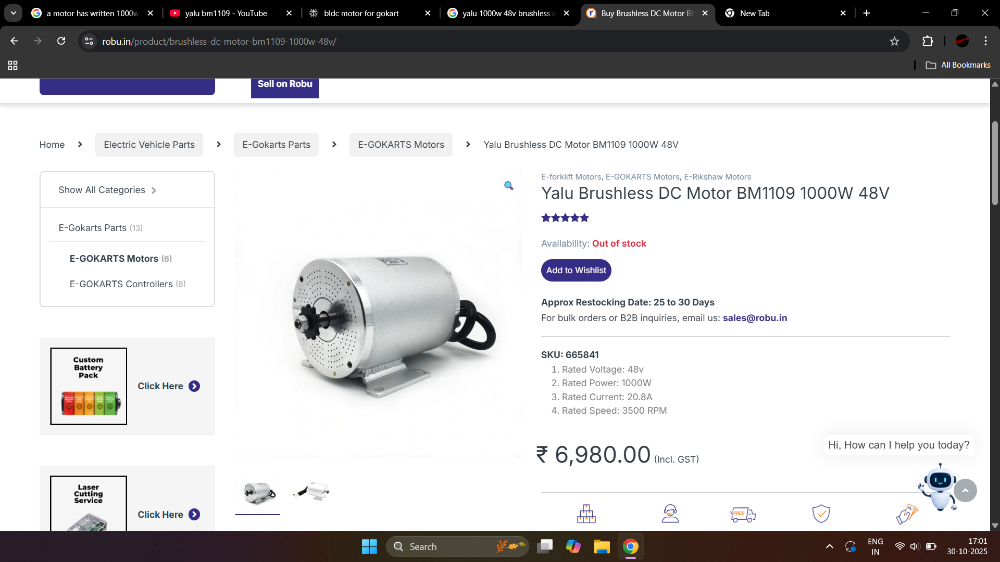 a motor has written 1000w
yalu bm1109 - YouTube
bldc motor for gokart
yalu 1000w 48v brushless
Buy Brushless DC Motor
New Tab
robu.in/product/brushless-dc-motor-bm1109-1000w-48v/
All Bookmarks
Sell on Robu
Home
Electric Vehicle Parts
E-Gokarts Parts
E-GOKARTS Motors
Yalu Brushless DC Motor BM1109 1000W 48V
Show All Categories
E-Gokarts Parts (13)
E-GOKARTS Motors (6)
E-GOKARTS Controllers (8)
Custom
Battery
Pack
Click Here
Laser
Cutting
Service
Click Here
E-forklift Motors, E-GOKARTS Motors, E-Rikshaw Motors
Yalu Brushless DC Motor BM1109 1000W 48V
Availability: Out of stock
Add to Wishlist
Approx Restocking Date: 25 to 30 Days
For bulk orders or B2B inquiries, email us: sales@robu.in
SKU: 665841
1. Rated Voltage: 48v
2. Rated Power: 1000W
3. Rated Current: 20.8A
4. Rated Speed: 3500 RPM
₹ 6,980.00 (Incl. GST)
Hi, How can I help you today?
FREE
Search
ENG
IN
17:01
30-10-2025